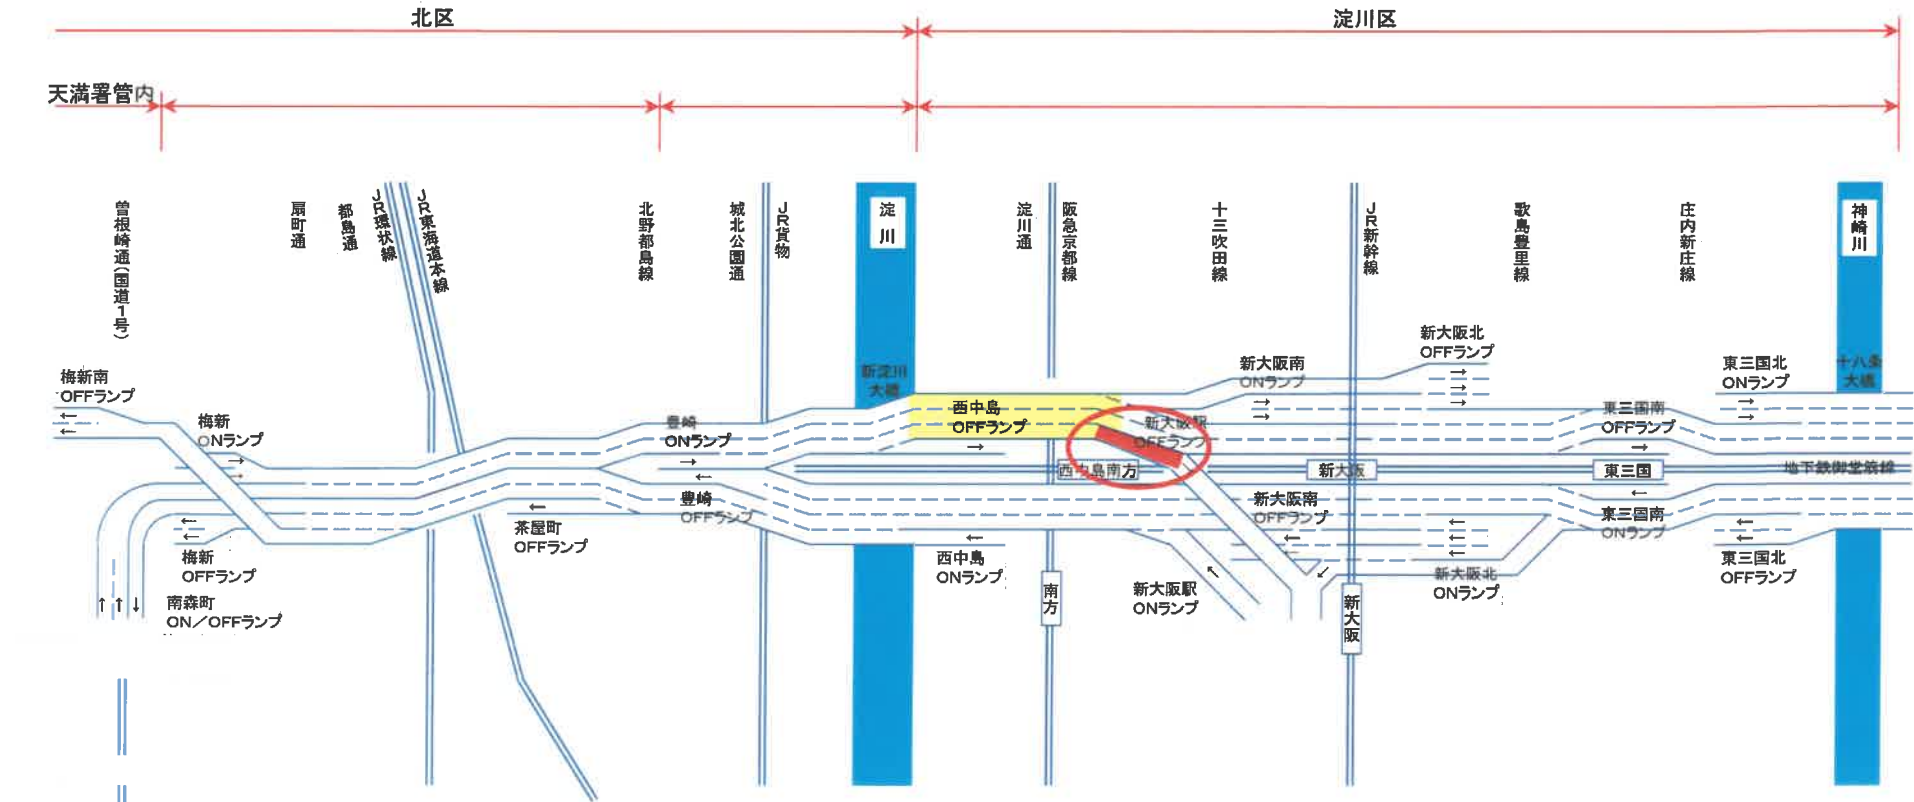 北区
淀川区
天満署管内
曽根崎通(国道1号)
扇町通
都島通
JR環状線
JR東海道本線
北野都島線
城北公園通
JR貨物
淀川
淀川通
阪急京都線
十三吹田線
JR新幹線
歌島豊里線
庄内新庄線
神崎川
梅新南
OFFランプ
梅新
ONランプ
豊崎
ONランプ
新淀川
大橋
西中島
OFFランプ
新大阪駅
OFFランプ
新大阪南
ONランプ
新大阪北
OFFランプ
東三国南
OFFランプ
東三国北
ONランプ
十八条
大橋
西中島南方
新大阪
東三国
地下鉄御堂筋線
梅新
OFFランプ
南森町
ON/OFFランプ
茶屋町
OFFランプ
豊崎
OFFランプ
西中島
ONランプ
南方
新大阪駅
ONランプ
新大阪南
OFFランプ
新大阪
新大阪北
ONランプ
東三国南
ONランプ
東三国北
OFFランプ